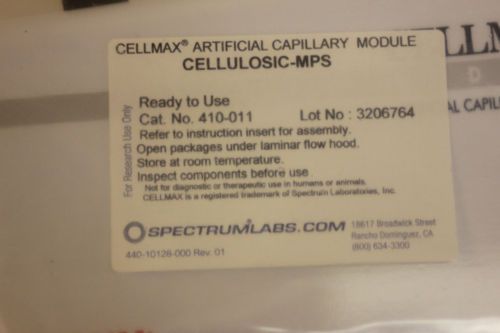 CELLMAX® ARTIFICIAL CAPILLARY MODULE
CELLULOSIC-MPS
For Research Use Only
Ready to Use
Cat. No. 410-011 Lot No : 3206764
Refer to instruction insert for assembly.
Open packages under laminar flow hood.
Store at room temperature.
Inspect components before use.
Not for diagnostic or therapeutic use in humans or animals.
CELLMAX is a registered trademark of Spectrum Laboratories, Inc.
SPECTRUMLABS.COM
18617 Broadwick Street
Rancho Dominguez, CA
(800) 634-3300
440-10128-000 Rev. 01
D